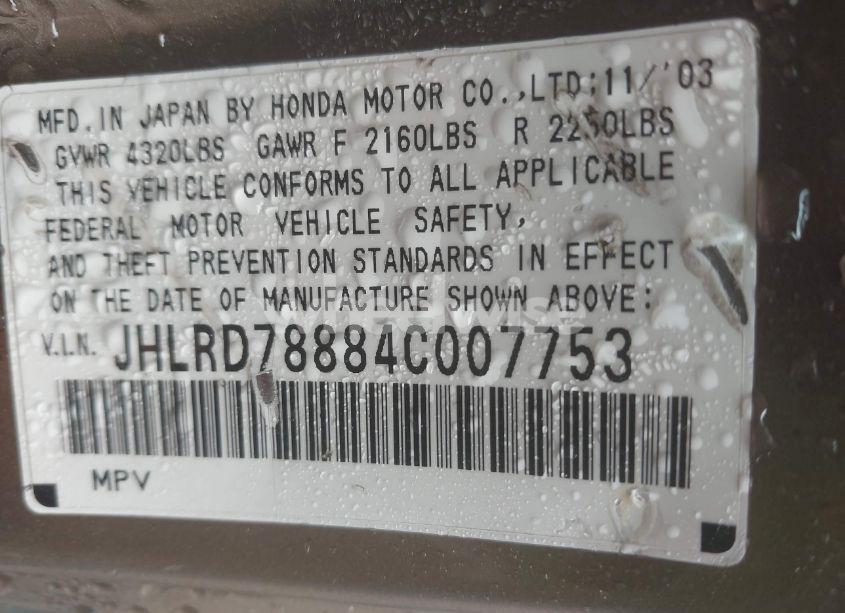 MFD.IN JAPAN BY HONDA MOTOR CO.,LTD;11/'03
GVWR 4320LBS GAWR F 2160LBS R 2250LBS
THIS VEHICLE CONFORMS TO ALL APPLICABLE
FEDERAL MOTOR VEHICLE SAFETY,
AND THEFT PREVENTION STANDARDS IN EFFECT
ON THE DATE OF MANUFACTURE SHOWN ABOVE:
V.I.N. JHLRD78884C007753
MPV